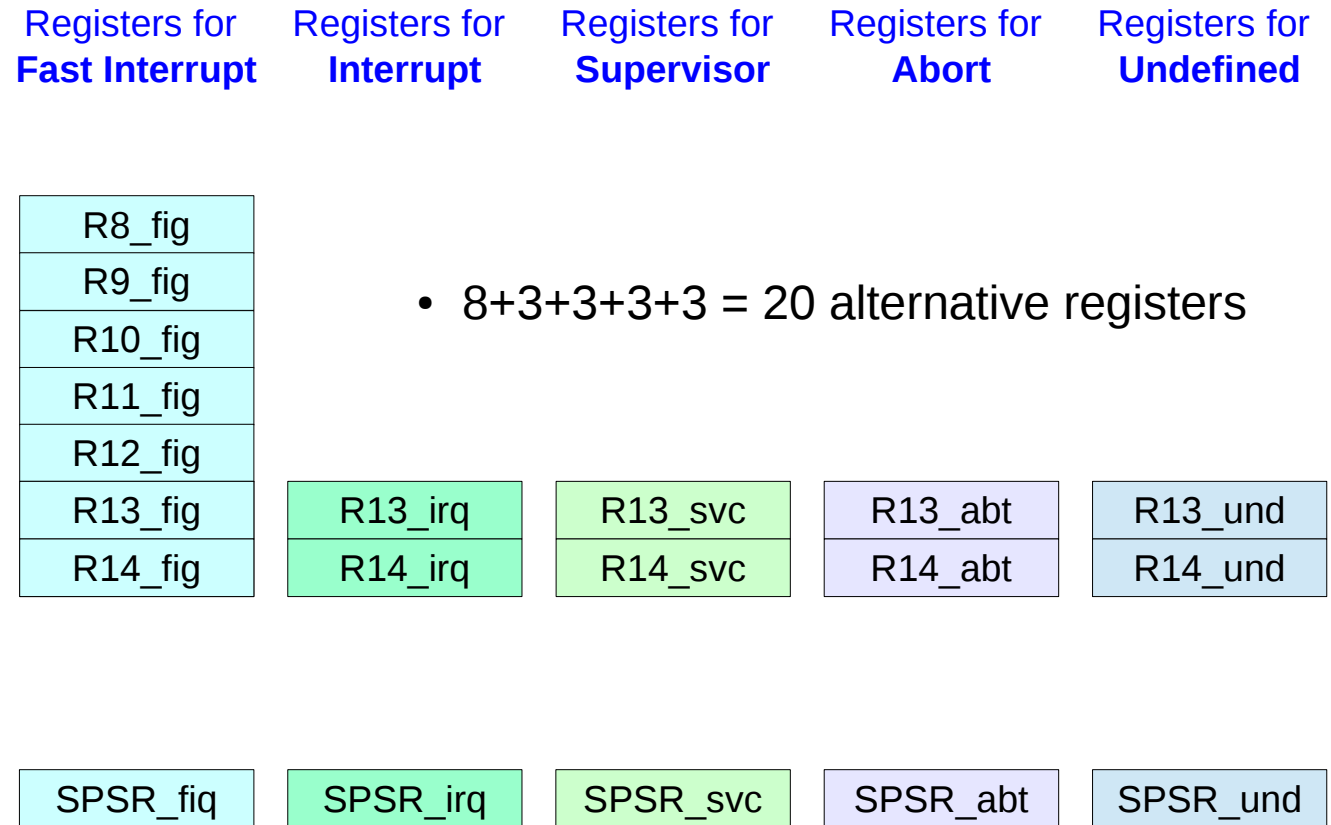 Registers for Registers for Registers for Registers for Registers for
Fast Interrupt Interrupt Supervisor Abort Undefined
R8_fig
R9_fig
• 8+3+3+3+3 = 20 alternative registers
R10_fig
R11_fig
R12_fig
R13_fig R13_irq R13_svc R13_abt R13_und
R14_fig R14_irq R14_svc R14_abt R14_und
SPSR_fiq SPSR_irq SPSR_svc SPSR_abt SPSR_und